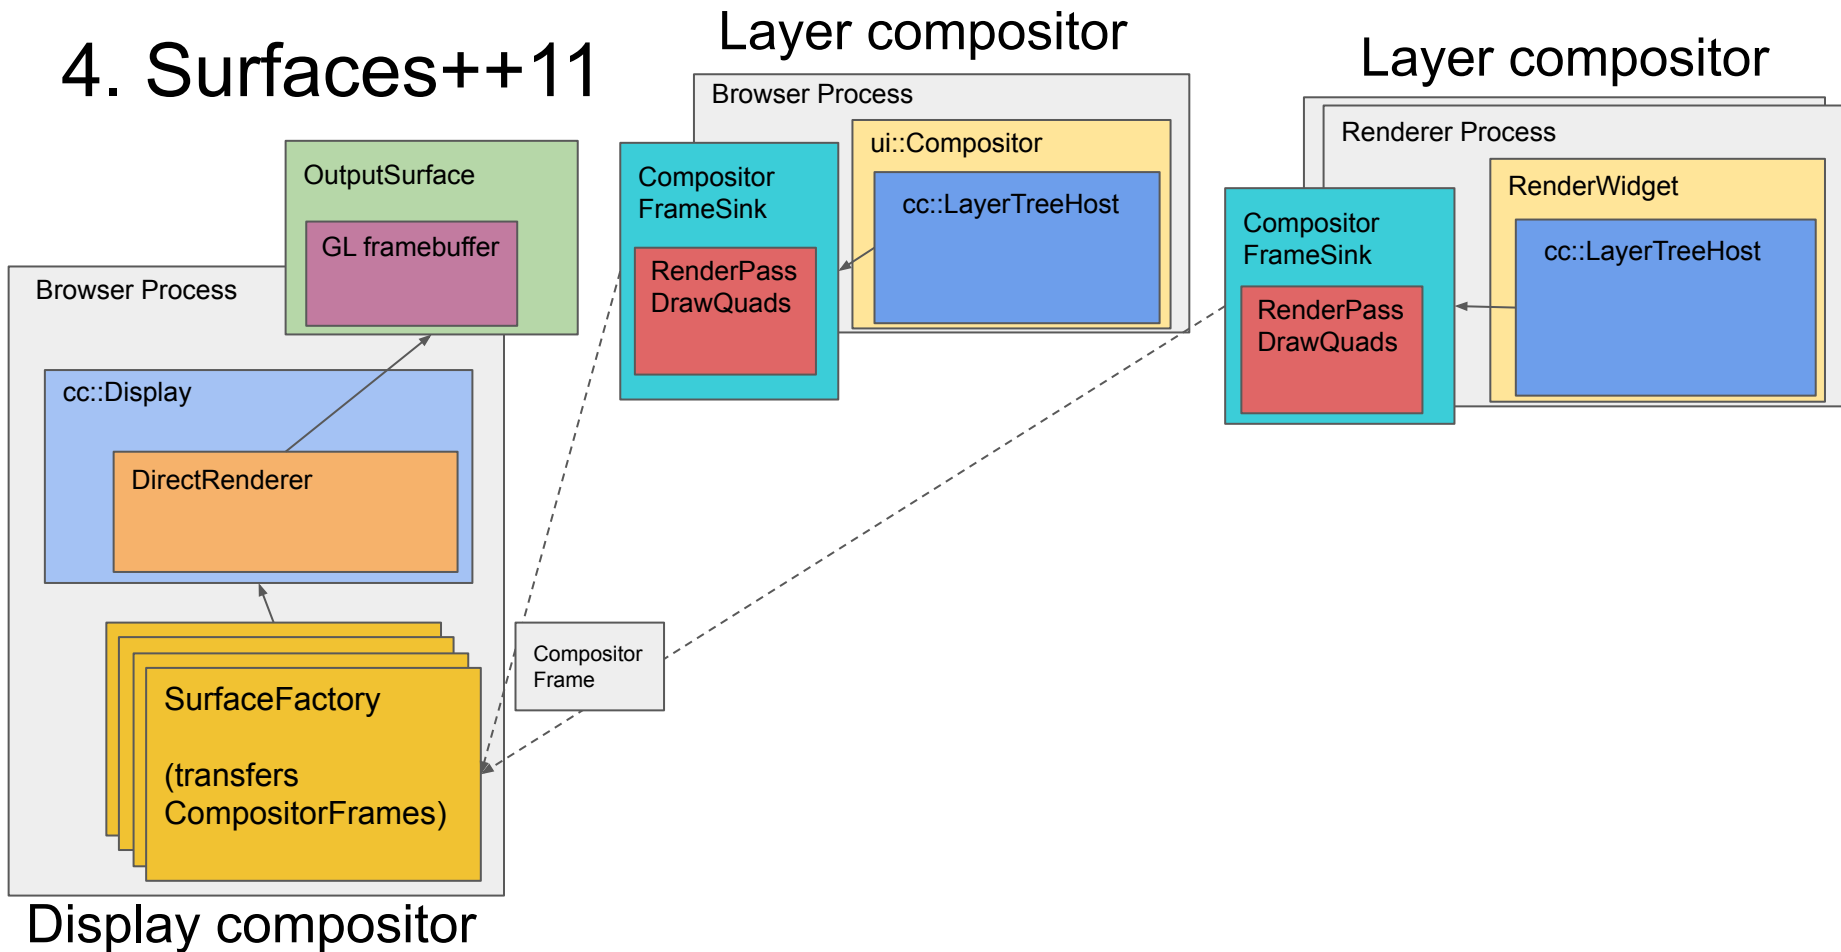 4. Surfaces++11
Layer compositor
Layer compositor
Browser Process
ui::Compositor
cc::LayerTreeHost
Compositor
FrameSink
RenderPass
DrawQuads
Renderer Process
RenderWidget
cc::LayerTreeHost
Compositor
FrameSink
RenderPass
DrawQuads
OutputSurface
GL framebuffer
Browser Process
cc::Display
DirectRenderer
Compositor
Frame
SurfaceFactory
(transfers
CompositorFrames)
Display compositor